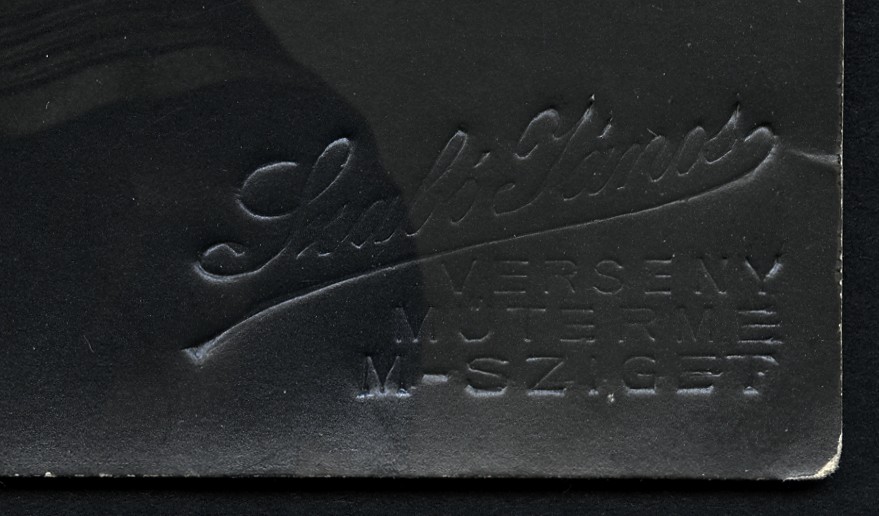 Szabó János
VERSENY
MŰTERME
M-SZIGET